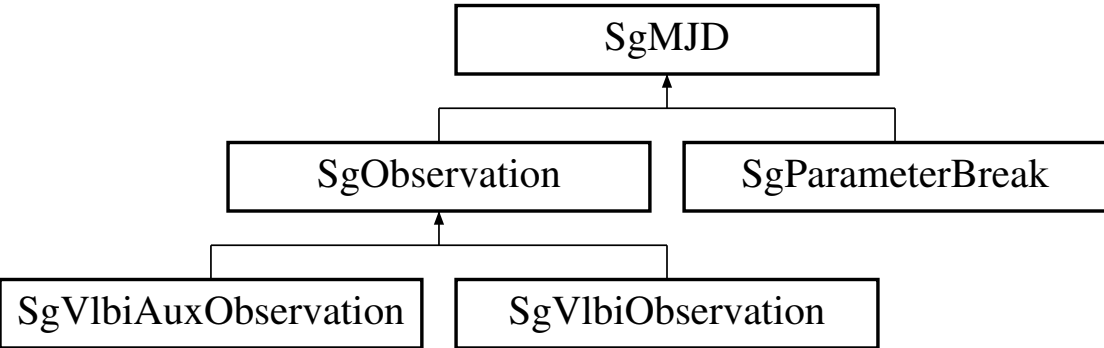 SgMJD
SgObservation
SgParameterBreak
SgVlbiAuxObservation
SgVlbiObservation